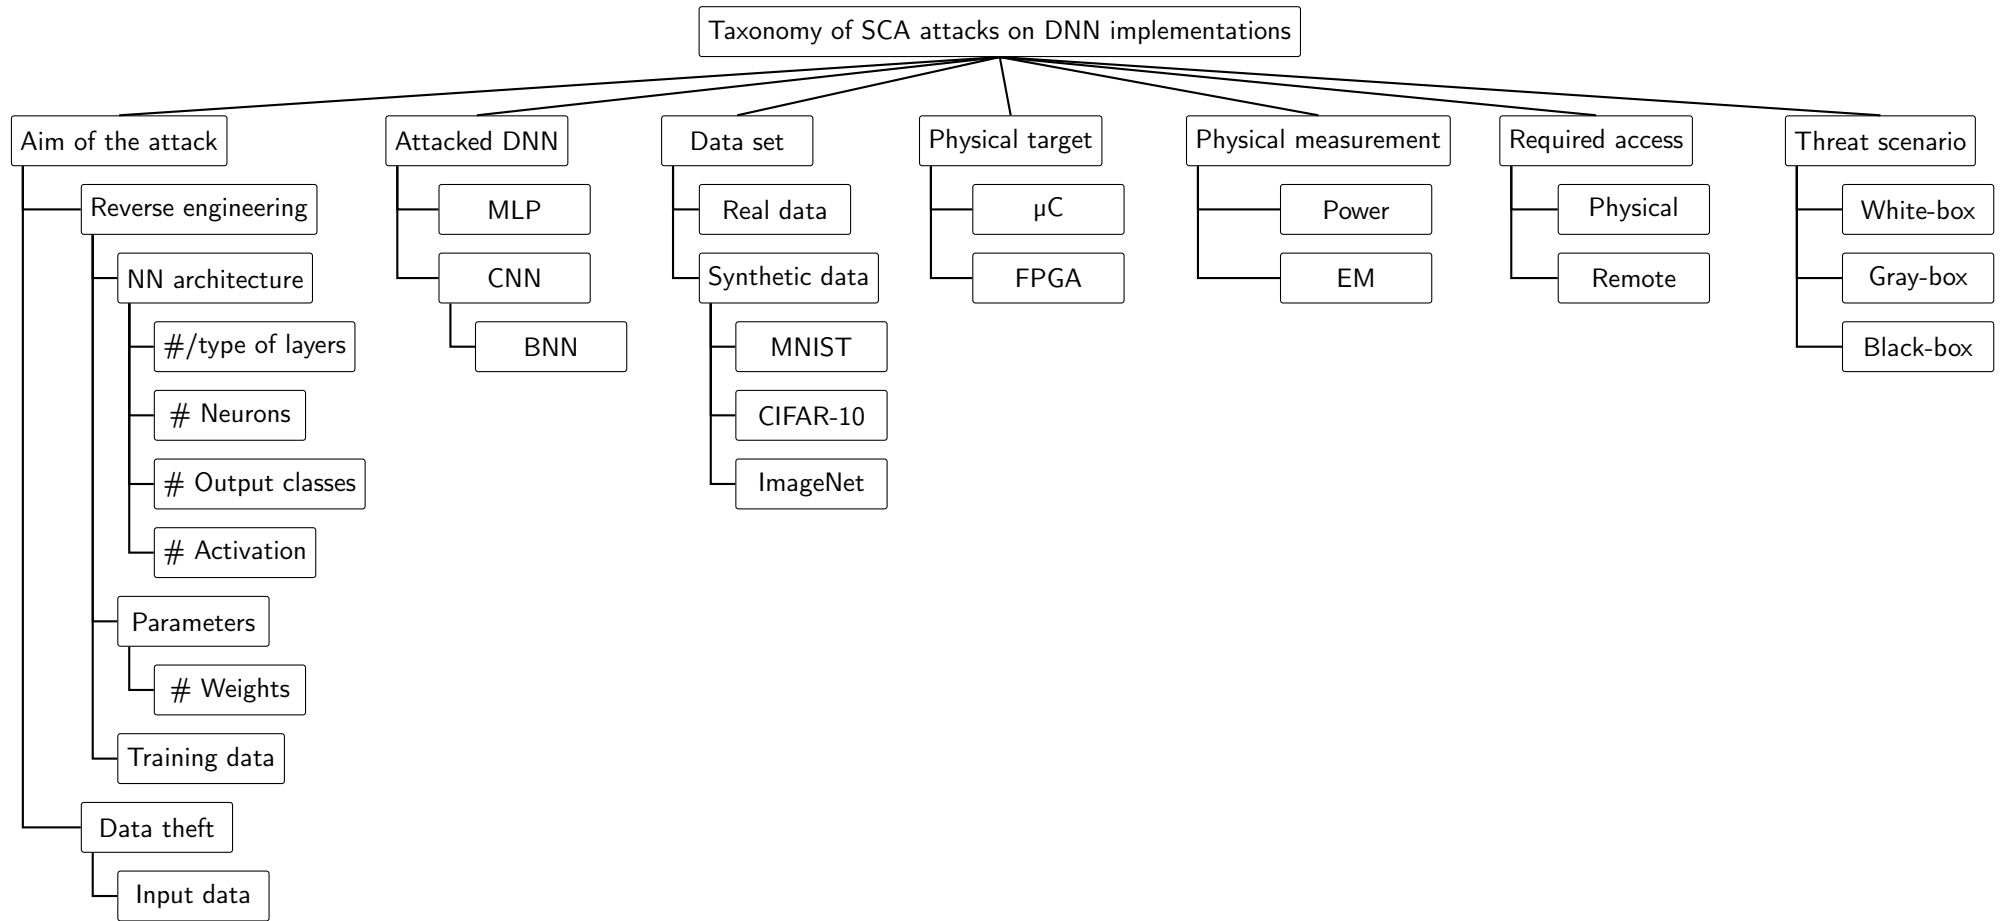 Taxonomy of SCA attacks on DNN implementations
Aim of the attack
Reverse engineering
NN architecture
#/type of layers
# Neurons
# Output classes
# Activation
Parameters
# Weights
Training data
Data theft
Input data
Attacked DNN
MLP
CNN
BNN
Data set
Real data
Synthetic data
MNIST
CIFAR-10
ImageNet
Physical target
µC
FPGA
Physical measurement
Power
EM
Required access
Physical
Remote
Threat scenario
White-box
Gray-box
Black-box